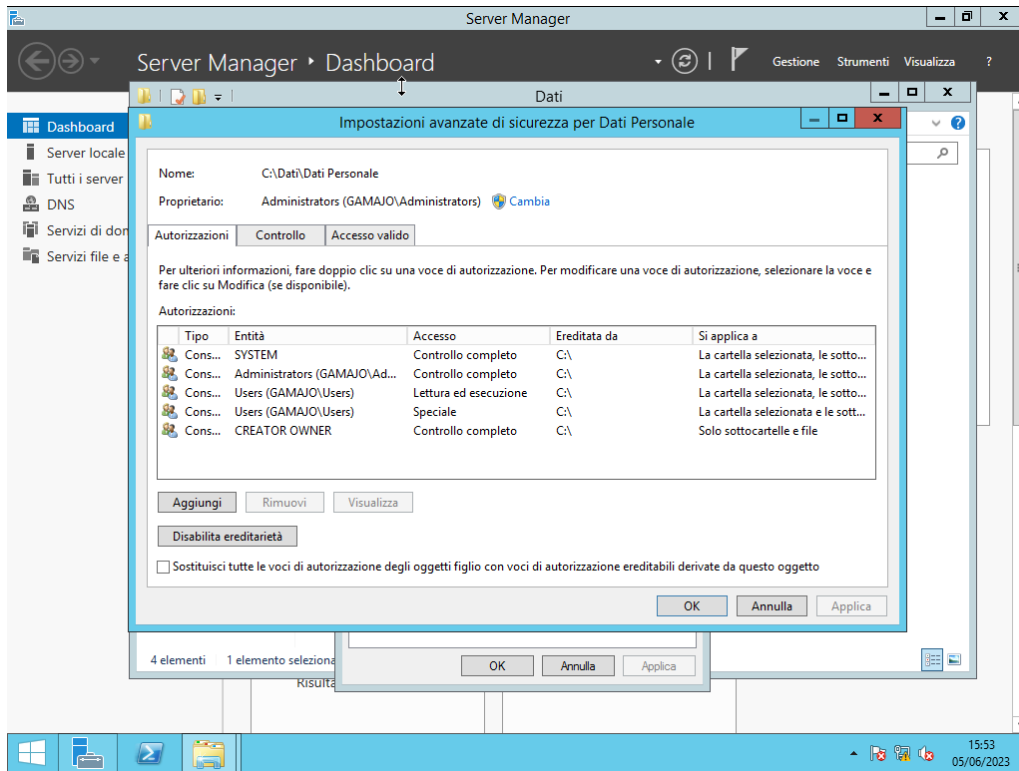 Server Manager
Server Manager • Dashboard
Gestione Strumenti Visualizza ?
Dati
Impostazioni avanzate di sicurezza per Dati Personale
Dashboard
Server locale
Tutti i server
DNS
Servizi di don
Servizi file e a
Nome: C:\Dati\Dati Personale
Proprietario: Administrators (GAMAJO\Administrators) Cambia
Autorizzazioni Controllo Accesso valido
Per ulteriori informazioni, fare doppio clic su una voce di autorizzazione. Per modificare una voce di autorizzazione, selezionare la voce e
fare clic su Modifica (se disponibile).
Autorizzazioni:
Tipo Entità Accesso Ereditata da Si applica a
Cons... SYSTEM Controllo completo C:\ La cartella selezionata, le sotto...
Cons... Administrators (GAMAJO\Ad... Controllo completo C:\ La cartella selezionata, le sotto...
Cons... Users (GAMAJO\Users) Lettura ed esecuzione C:\ La cartella selezionata, le sotto...
Cons... Users (GAMAJO\Users) Speciale C:\ La cartella selezionata e le sott...
Cons... CREATOR OWNER Controllo completo C:\ Solo sottocartelle e file
Aggiungi Rimuovi Visualizza
Disabilita ereditarietà
Sostituisci tutte le voci di autorizzazione degli oggetti figlio con voci di autorizzazione ereditabili derivate da questo oggetto
OK Annulla Applica
4 elementi 1 elemento seleziona
OK Annulla Applica
Risulta
15:53
05/06/2023